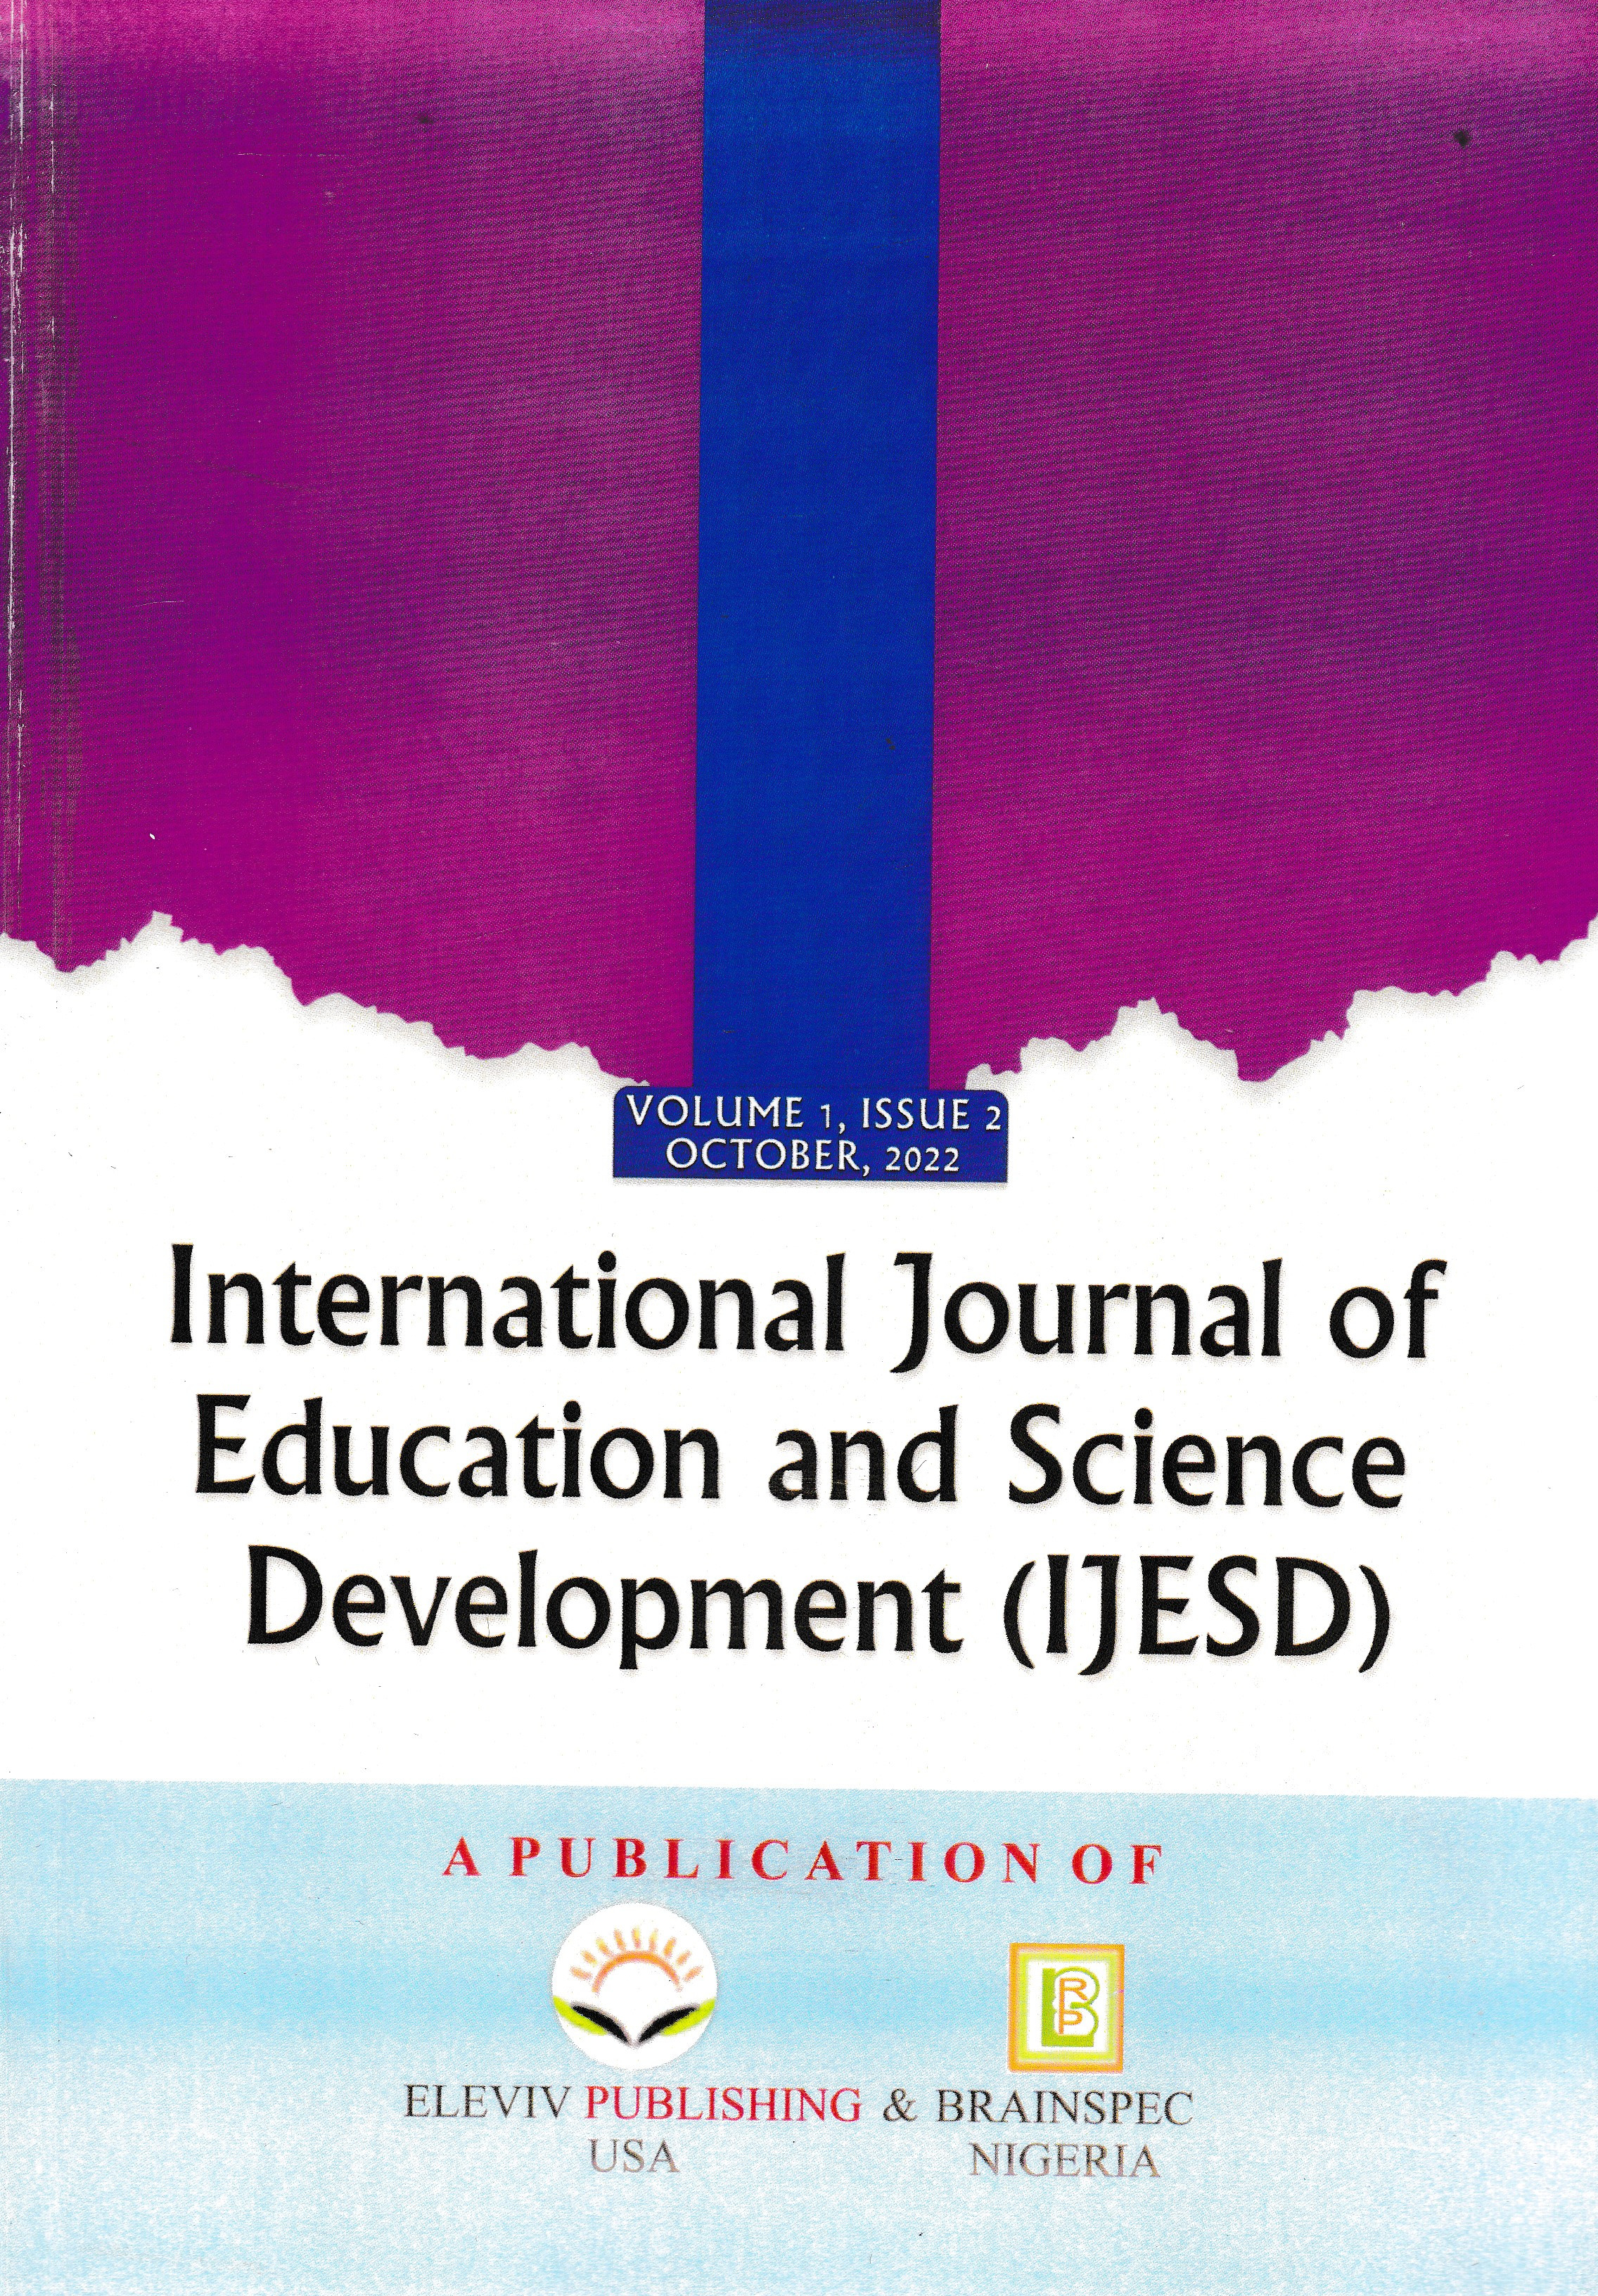 VOLUME 1, ISSUE 2
OCTOBER, 2022
International Journal of
Education and Science
Development (IJESD)
A PUBLICATION OF
BRP
ELEVIV PUBLISHING & BRAINSPEC
USA NIGERIA